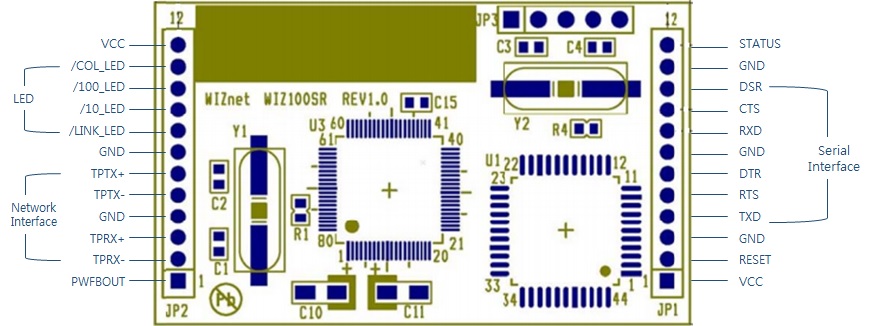 12
JP3
12
VCC
/COL_LED
/100_LED
/10_LED
/LINK_LED
GND
TPTX+
TPTX-
GND
TPRX+
TPRX-
PWFBOUT
LED
Network
Interface
1
JP2
WIZnet WIZ100SR REV1.0
C15
C3
C4
Y2
R4
Y1
U3
60
41
61
40
80
21
1
20
C2
C1
R1
Pb
C10
+
+
C11
U1
22
12
23
11
33
1
34
44
STATUS
GND
DSR
CTS
RXD
GND
DTR
RTS
TXD
GND
RESET
VCC
Serial
Interface
1
JP1